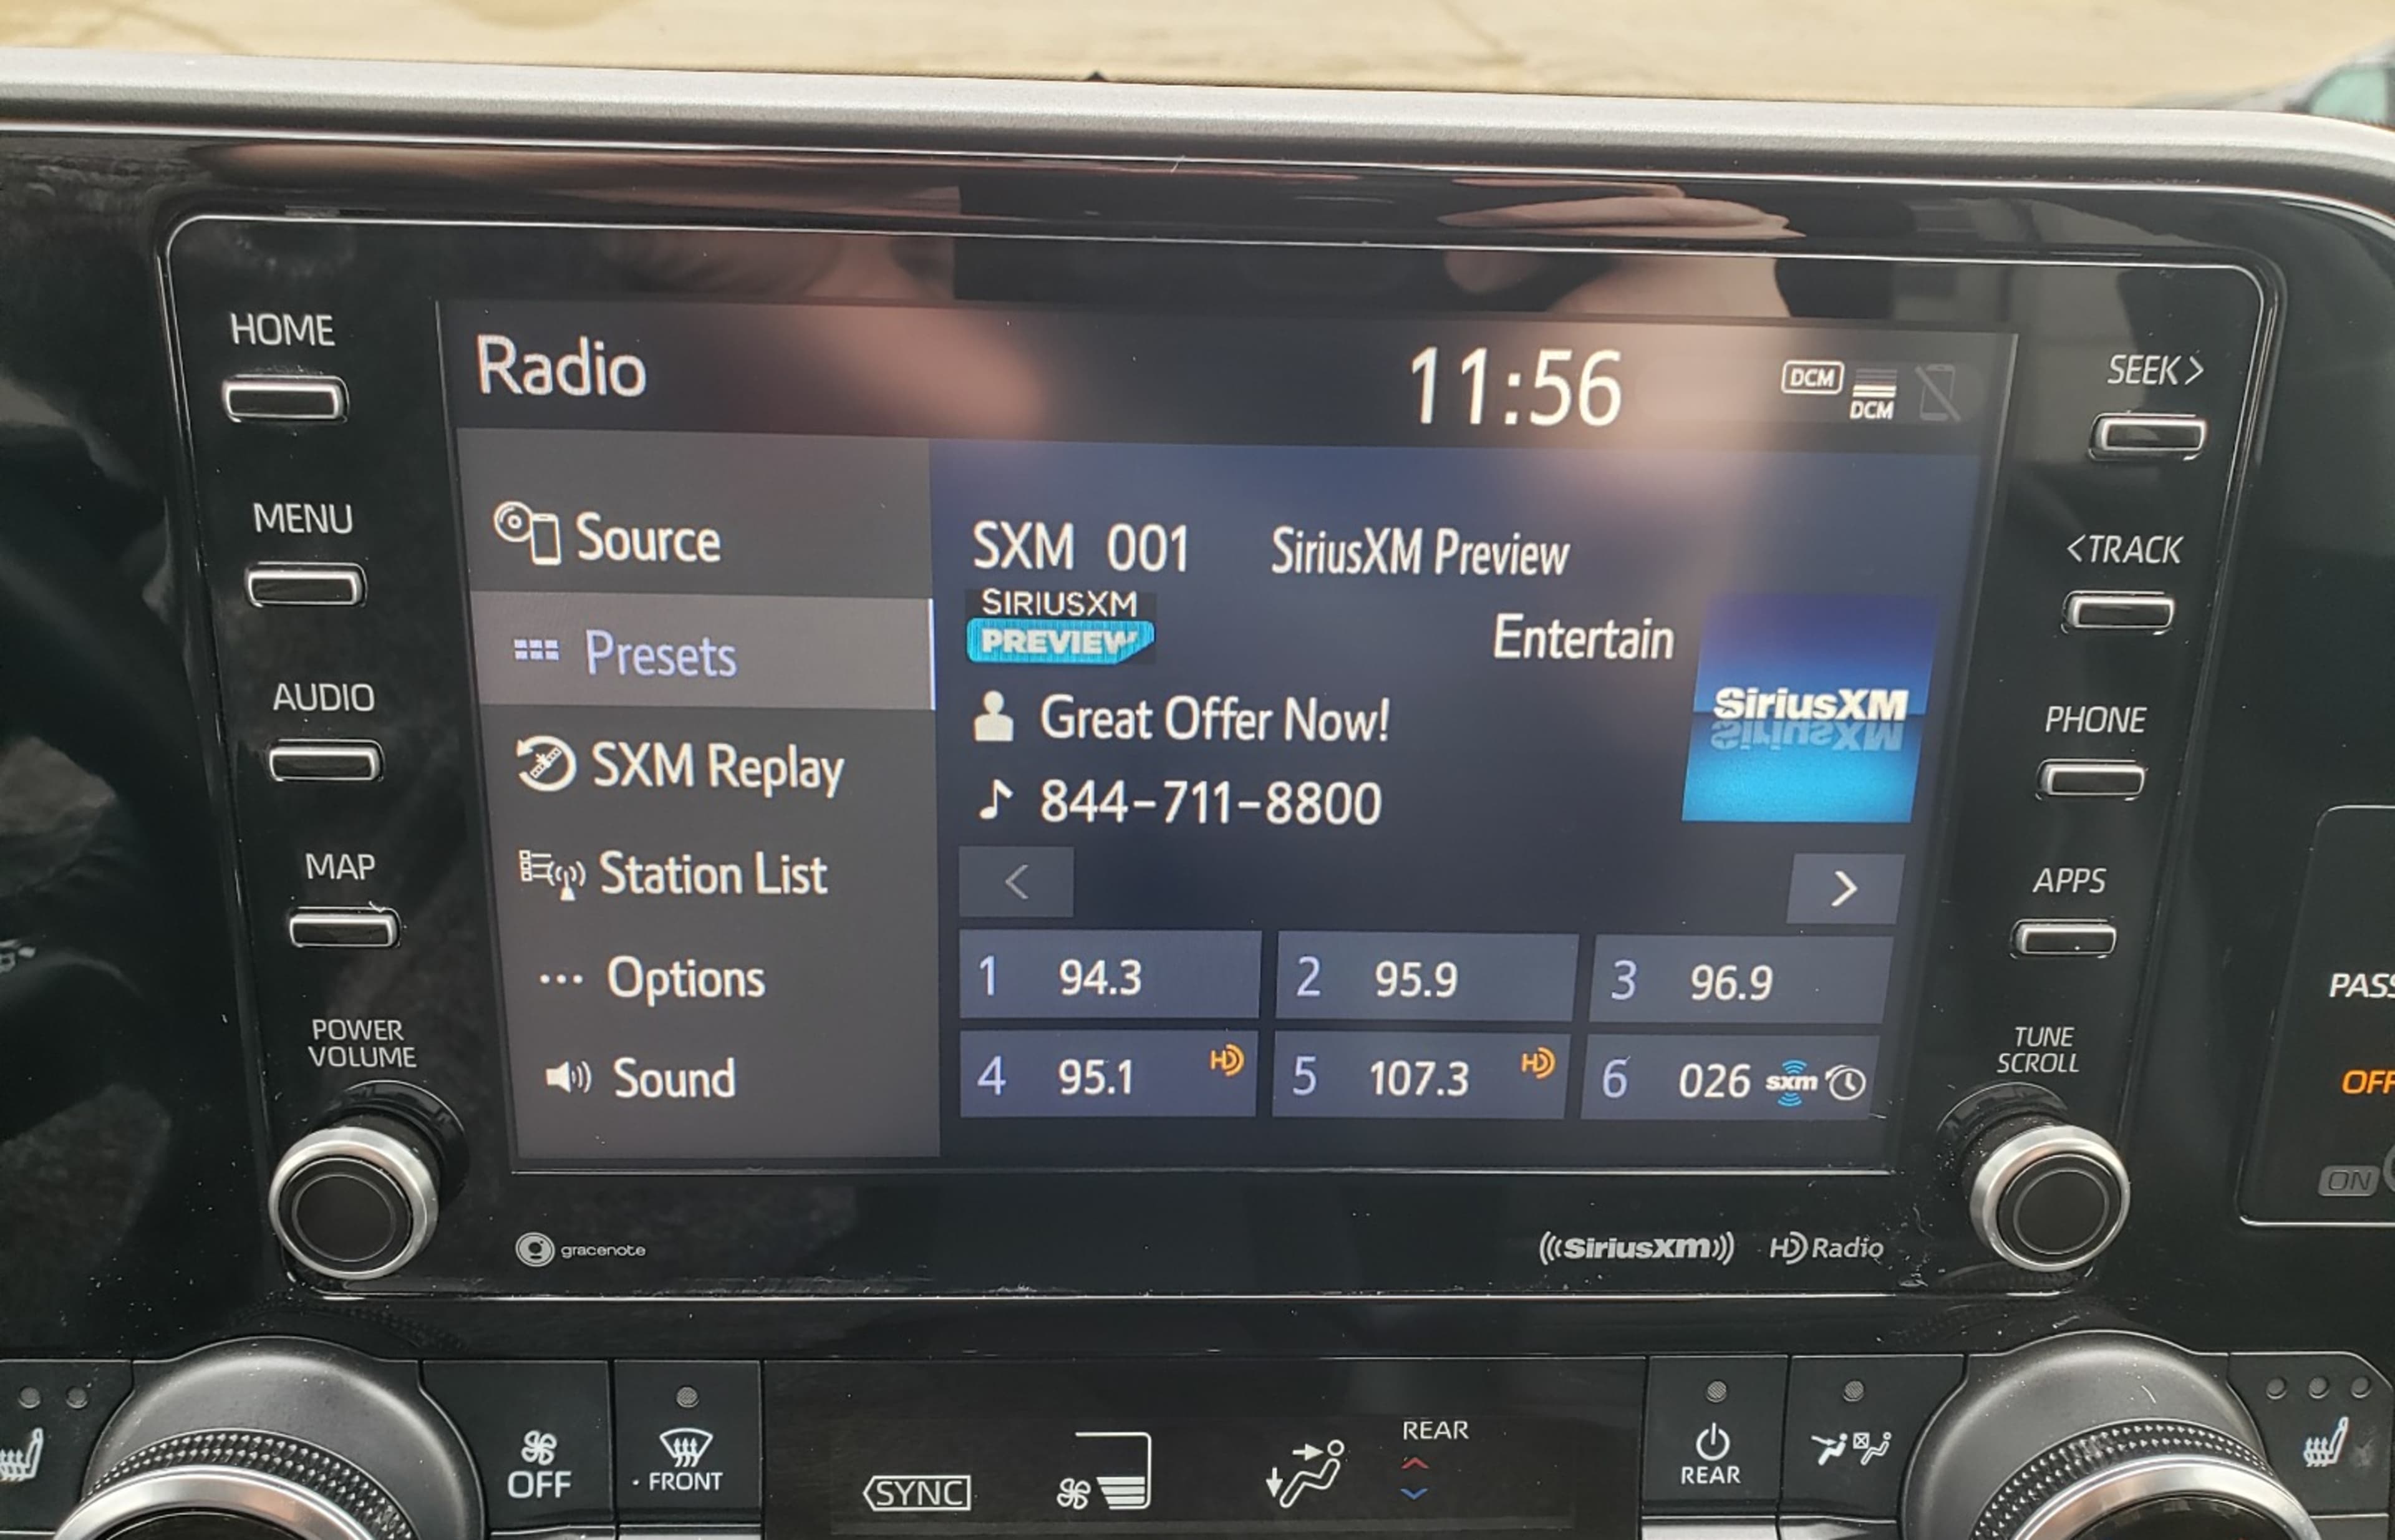 HOME
MENU
AUDIO
MAP
POWER
VOLUME
Radio
11:56
DCM
DCM
Source
Presets
SXM Replay
Station List
Options
Sound
SXM 001 SiriusXM Preview
SIRIUSXM
PREVIEW
Entertain
SiriusXM
Great Offer Now!
844-711-8800
<
>
1 94.3
2 95.9
3 96.9
4 95.1 HD
5 107.3 HD
6 026 sxm
SEEK>
<TRACK
PHONE
APPS
TUNE
SCROLL
PASS
OFF
ON
gracenote
((SiriusXM))
HD Radio
OFF
FRONT
SYNC
REAR
REAR